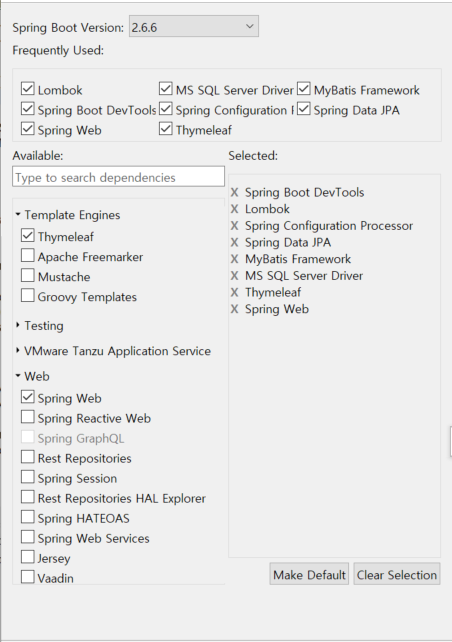 Spring Boot Version: 2.6.6
Frequently Used:
Lombok MS SQL Server Driver MyBatis Framework
Spring Boot DevTools Spring Configuration Spring Data JPA
Spring Web Thymeleaf
Available:
Type to search dependencies
Template Engines
Thymeleaf
Apache Freemarker
Mustache
Groovy Templates
Testing
VMware Tanzu Application Service
Web
Spring Web
Spring Reactive Web
Spring GraphQL
Rest Repositories
Spring Session
Rest Repositories HAL Explorer
Spring HATEOAS
Spring Web Services
Jersey
Vaadin
Selected:
X Spring Boot DevTools
X Lombok
X Spring Configuration Processor
X Spring Data JPA
X MyBatis Framework
X MS SQL Server Driver
X Thymeleaf
X Spring Web
Make Default Clear Selection